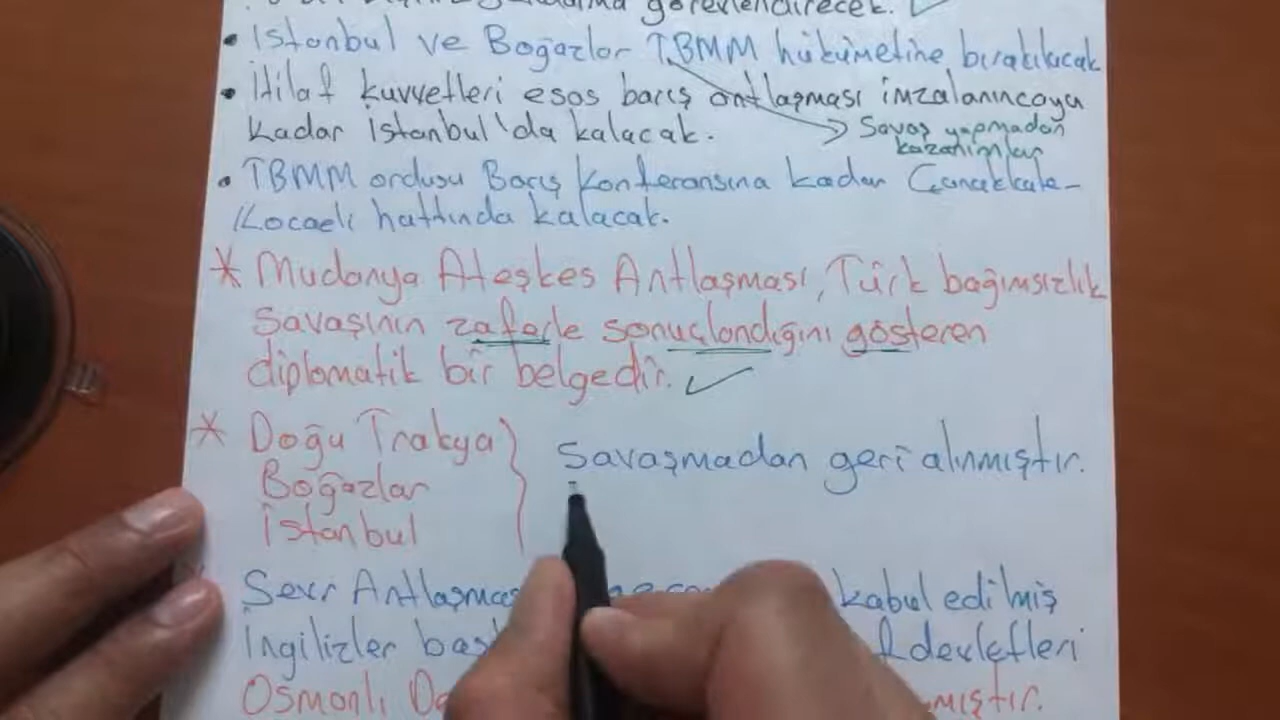 görevlendirecek.
• İstanbul ve Boğazlar TBMM hükümetine bırakılacak
• İtilaf kuvvetleri esas barış antlaşması imzalanıncaya
kadar İstanbul'da kalacak.
Savaş yapmadan
kazanımlar
• TBMM ordusu Barış Konferansına kadar Çanakkale-
Kocaeli hattında kalacak.
* Mudanya Ateşkes Antlaşması, Türk bağımsızlık
savaşının zaferle sonuçlandığını gösteren
diplomatik bir belgedir.
* Doğu Trakya
Boğazlar
İstanbul
Savaşmadan geri alınmıştır.
Sevr Antlaşması kabul edilmiş
İngilizler devletleri
Osmanlı